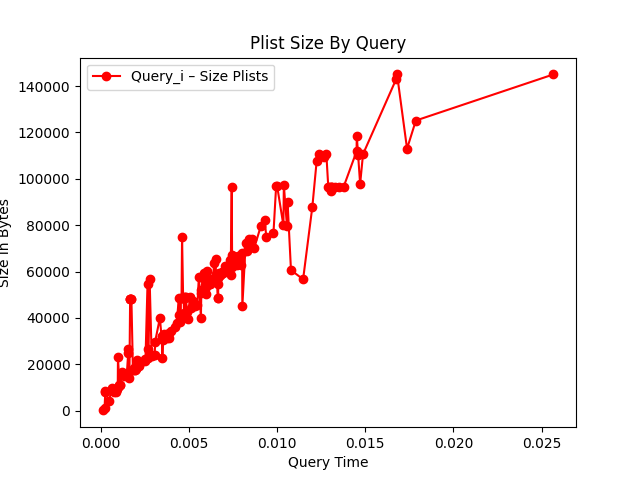 Plist Size By Query
Query_i – Size Plists
140000
120000
100000
80000
60000
40000
20000
0
Size in Bytes
0.000 0.005 0.010 0.015 0.020 0.025
Query Time